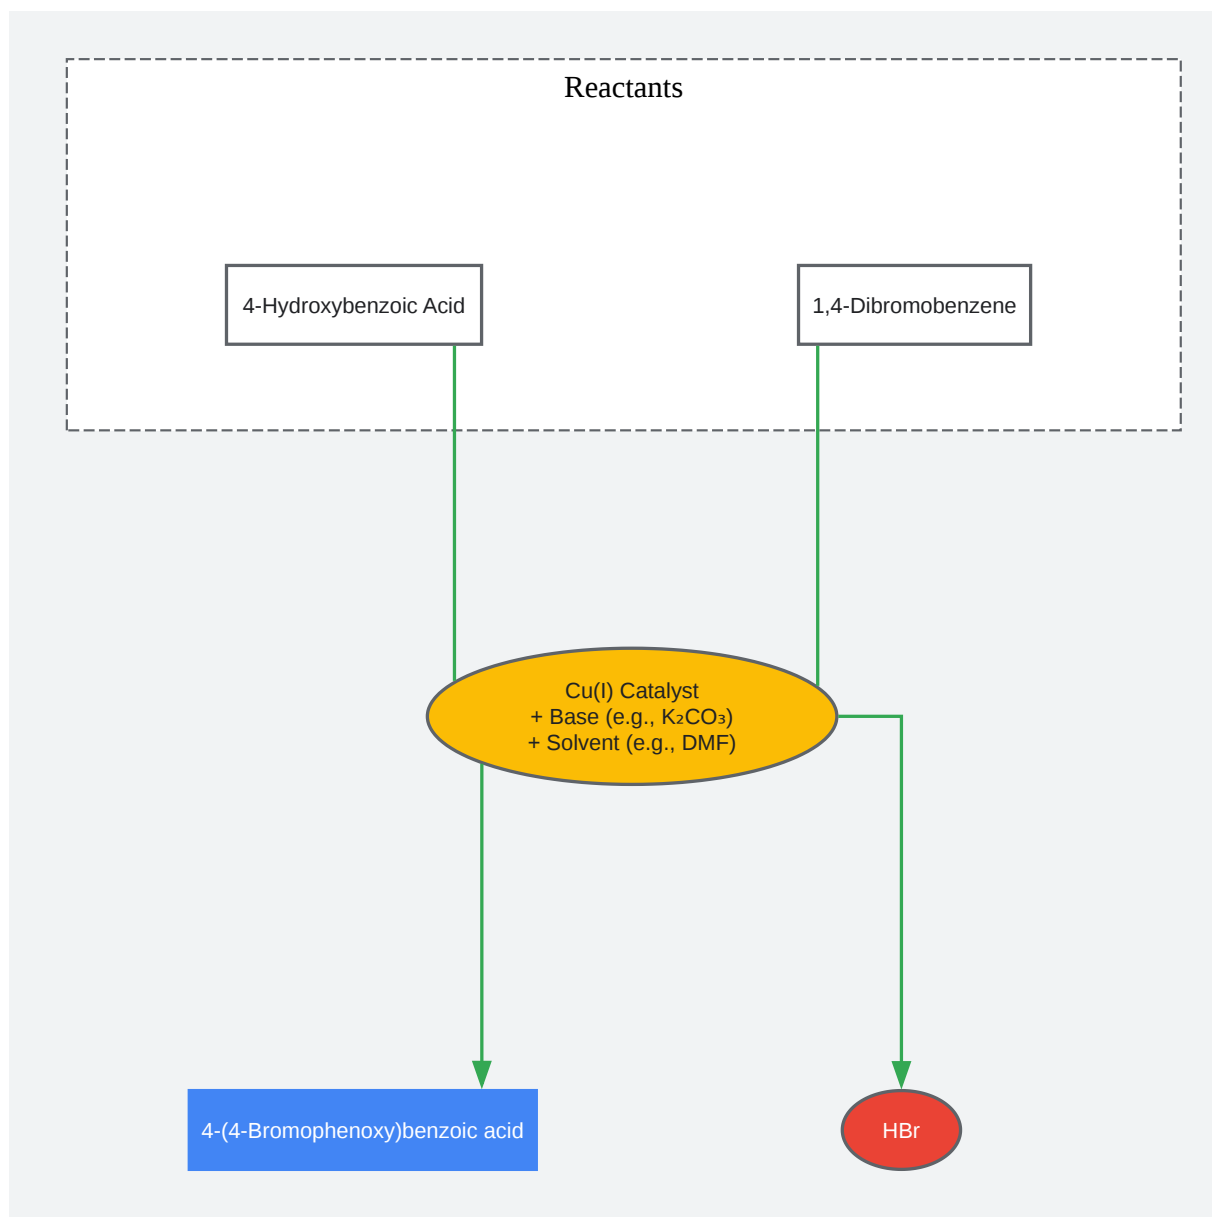 Reactants
4-Hydroxybenzoic Acid
1,4-Dibromobenzene
Cu(I) Catalyst
+ Base (e.g., K₂CO₃)
+ Solvent (e.g., DMF)
4-(4-Bromophenoxy)benzoic acid
HBr